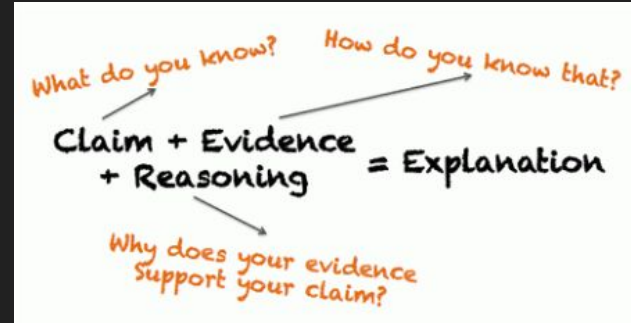 What do you know?
How do you know that?
Claim + Evidence
+ Reasoning
= Explanation
Why does your evidence
Support your claim?